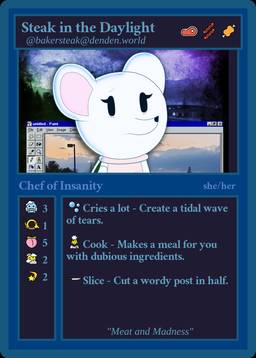 Steak in the Daylight
@bakersteak@denden.world
untitled - Paint
Chef of Insanity she/her
3
1
5
2
2
Cries a lot - Create a tidal wave
of tears.
Cook - Makes a meal for you
with dubious ingredients.
Slice - Cut a wordy post in half.
"Meat and Madness"